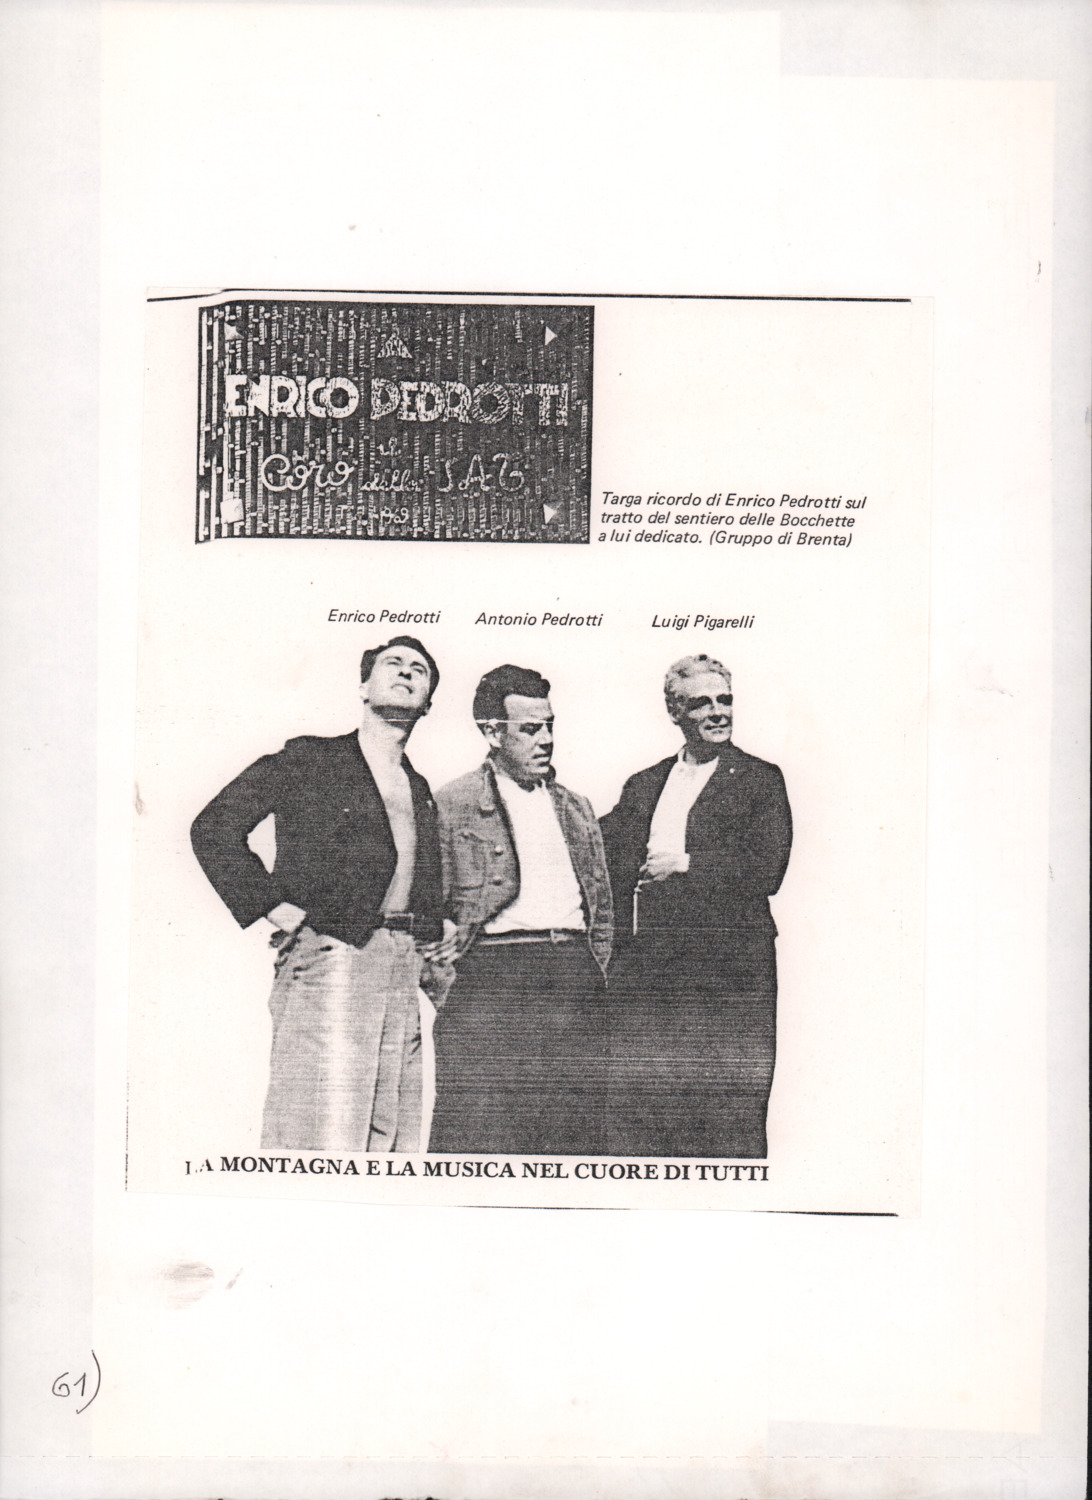 ENRICO PEDROTTI
il
Coro della SAT
Targa ricordo di Enrico Pedrotti sul
tratto del sentiero delle Bocchette
a lui dedicato. (Gruppo di Brenta)
Enrico Pedrotti Antonio Pedrotti Luigi Pigarelli
LA MONTAGNA E LA MUSICA NEL CUORE DI TUTTI
61)